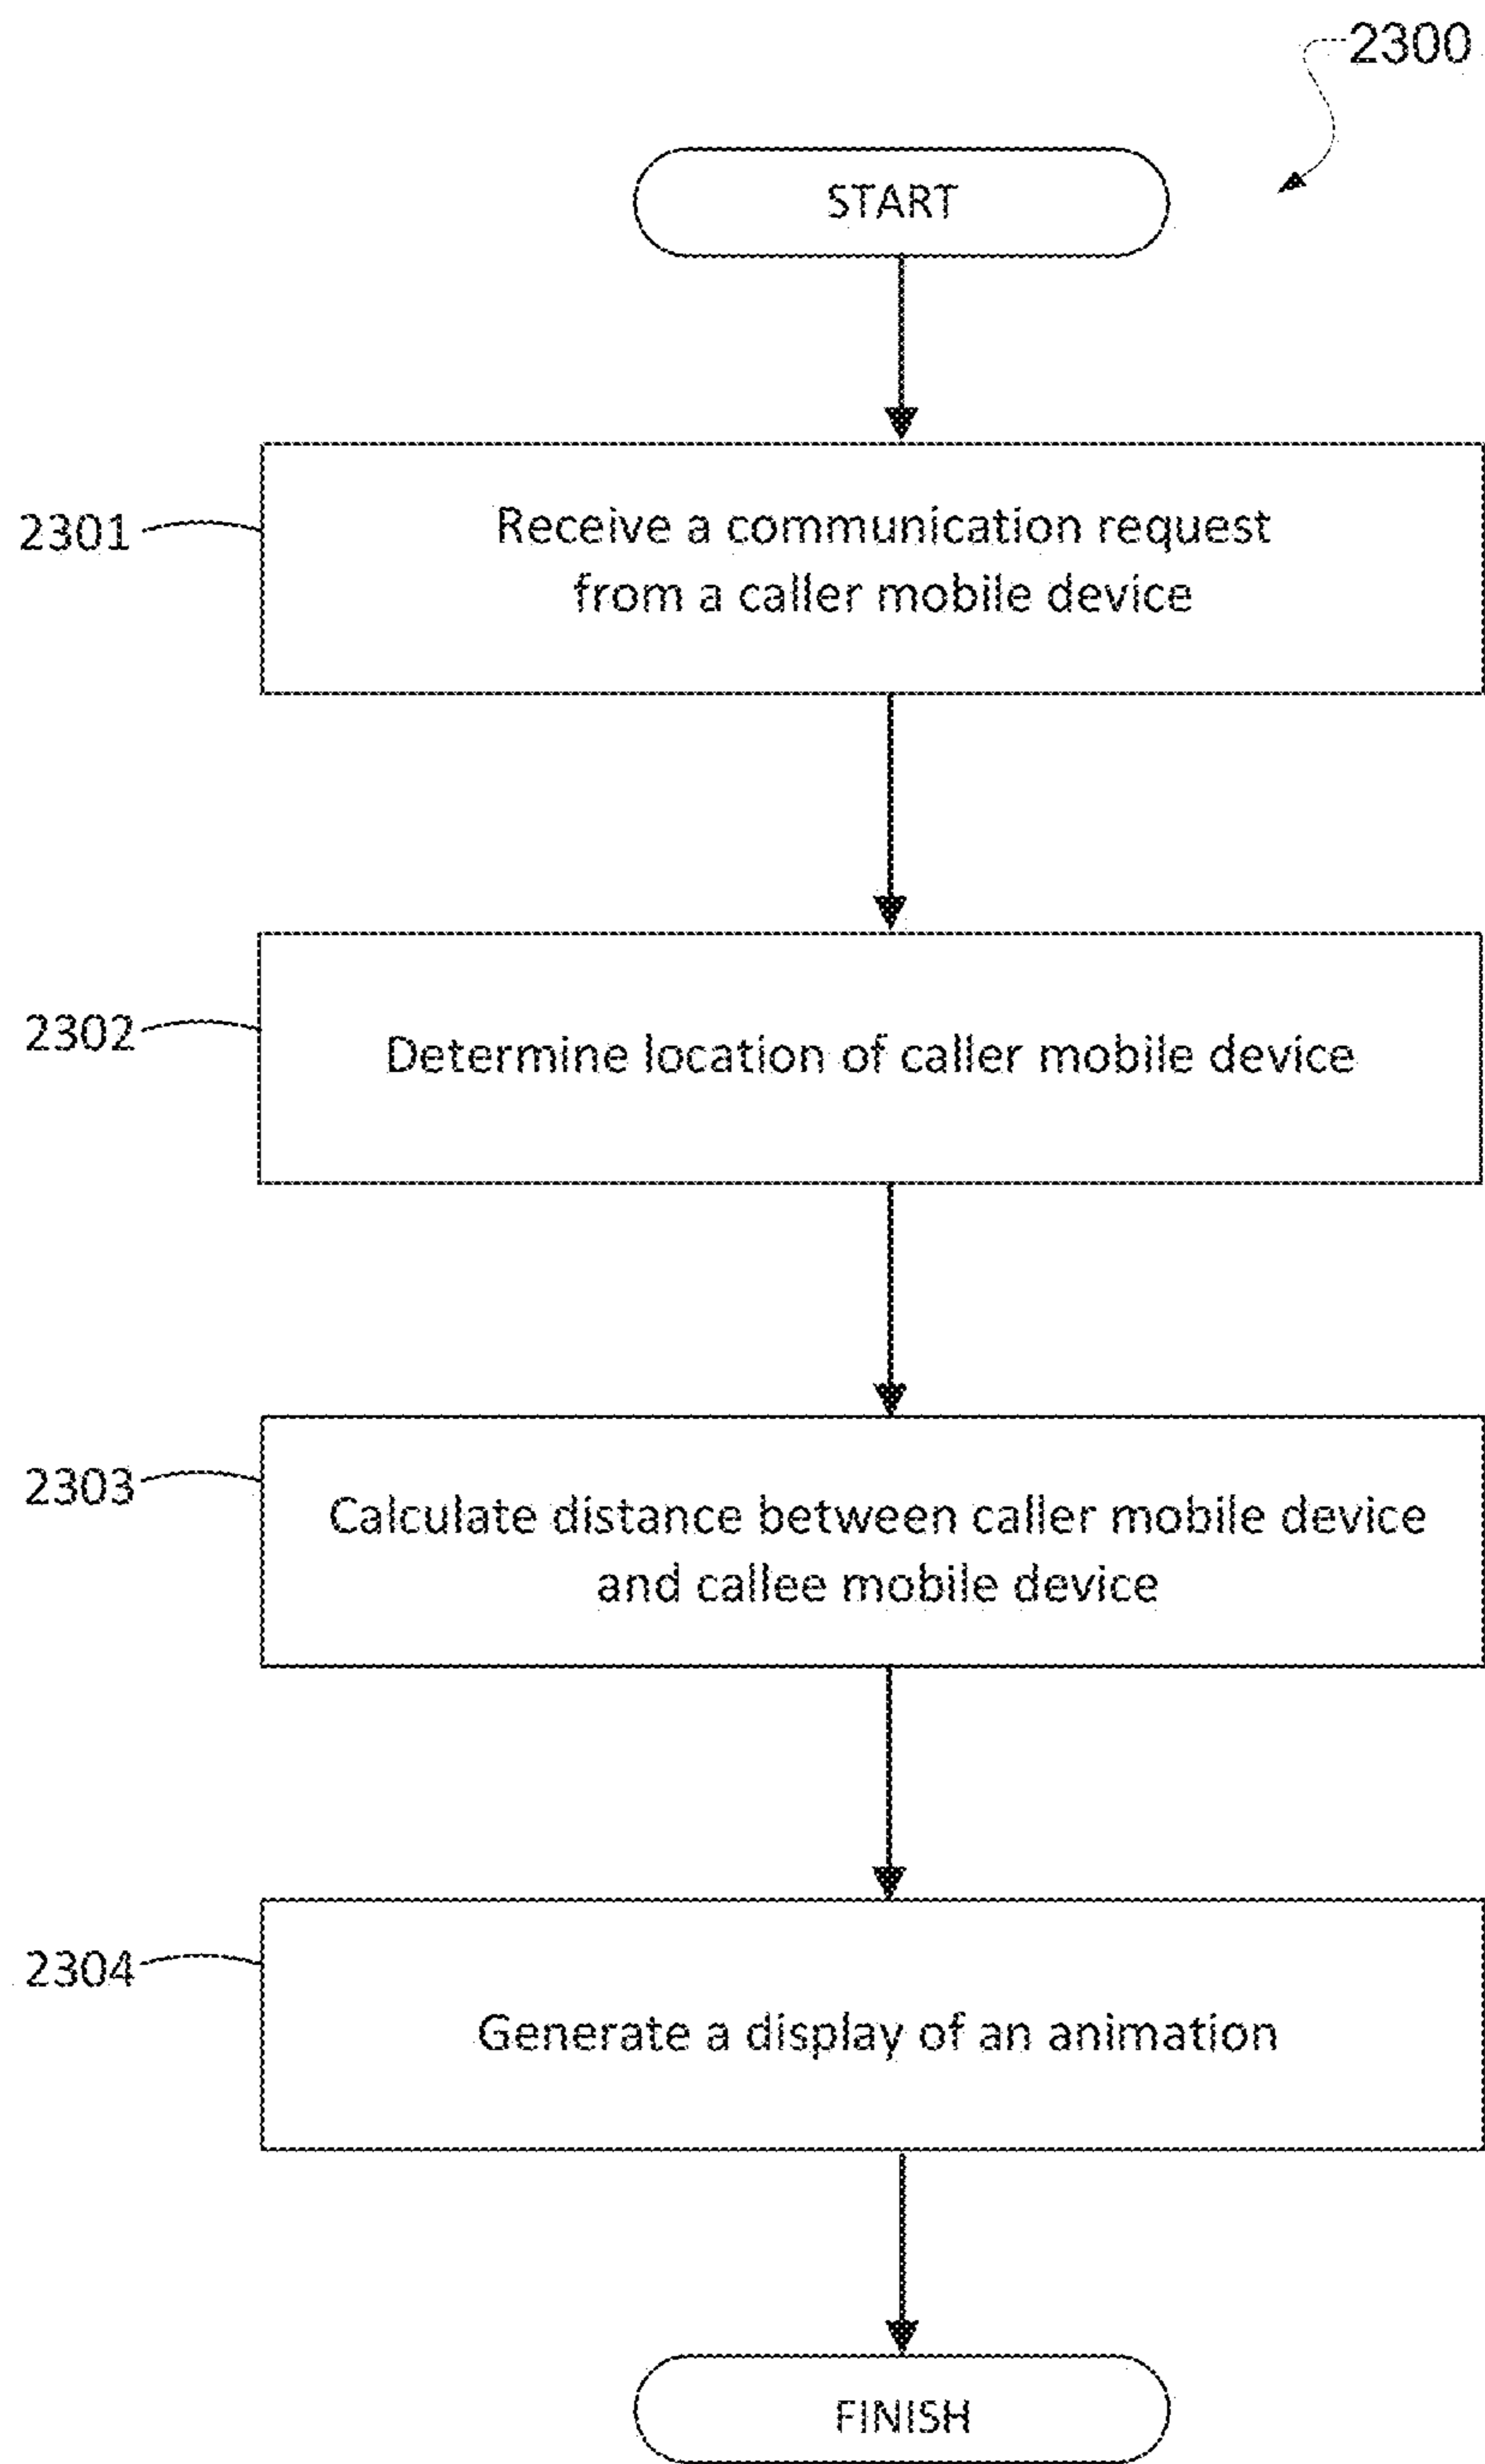 2300
START
2301
Receive a communication request
from a caller mobile device
2302
Determine location of caller mobile device
2303
Calculate distance between caller mobile device
and callee mobile device
2304
Generate a display of an animation
FINISH